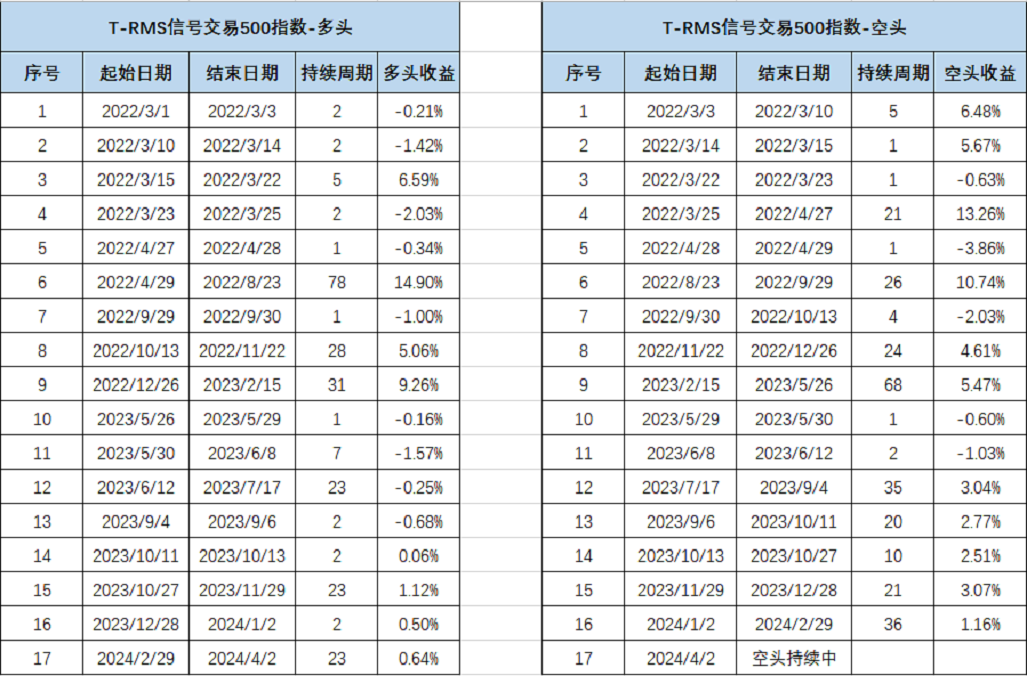 T-RMS信号交易500指数-多头 T-RMS信号交易500指数-空头
序号 起始日期 结束日期 持续周期 多头收益 序号 起始日期 结束日期 持续周期 空头收益
1 2022/3/1 2022/3/3 2 -0.21% 1 2022/3/3 2022/3/10 5 6.48%
2 2022/3/10 2022/3/14 2 -1.42% 2 2022/3/14 2022/3/15 1 5.67%
3 2022/3/15 2022/3/22 5 6.59% 3 2022/3/22 2022/3/23 1 -0.63%
4 2022/3/23 2022/3/25 2 -2.03% 4 2022/3/25 2022/4/27 21 13.26%
5 2022/4/27 2022/4/28 1 -0.34% 5 2022/4/28 2022/4/29 1 -3.86%
6 2022/4/29 2022/8/23 78 14.90% 6 2022/8/23 2022/9/29 26 10.74%
7 2022/9/29 2022/9/30 1 -1.00% 7 2022/9/30 2022/10/13 4 -2.03%
8 2022/10/13 2022/11/22 28 5.06% 8 2022/11/22 2022/12/26 24 4.61%
9 2022/12/26 2023/2/15 31 9.26% 9 2023/2/15 2023/5/26 68 5.47%
10 2023/5/26 2023/5/29 1 -0.16% 10 2023/5/29 2023/5/30 1 -0.60%
11 2023/5/30 2023/6/8 7 -1.57% 11 2023/6/8 2023/6/12 2 -1.03%
12 2023/6/12 2023/7/17 23 -0.25% 12 2023/7/17 2023/9/4 35 3.04%
13 2023/9/4 2023/9/6 2 -0.68% 13 2023/9/6 2023/10/11 20 2.77%
14 2023/10/11 2023/10/13 2 0.06% 14 2023/10/13 2023/10/27 10 2.51%
15 2023/10/27 2023/11/29 23 1.12% 15 2023/11/29 2023/12/28 21 3.07%
16 2023/12/28 2024/1/2 2 0.50% 16 2024/1/2 2024/2/29 36 1.16%
17 2024/2/29 2024/4/2 23 0.64% 17 2024/4/2 空头持续中